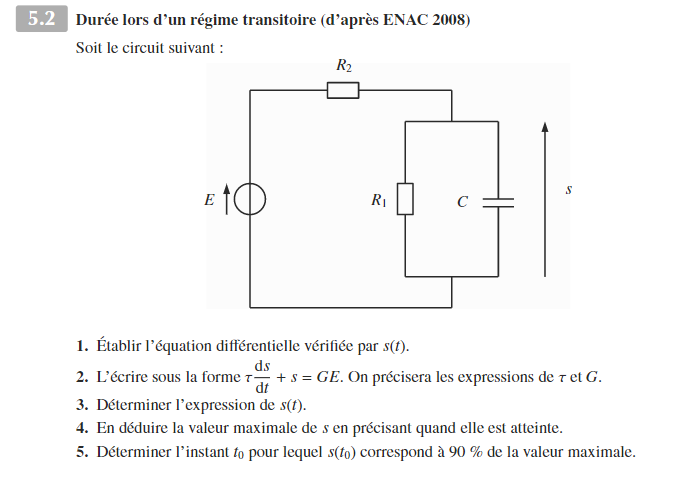 5.2 Durée lors d'un régime transitoire (d'après ENAC 2008)
Soit le circuit suivant :
R₂
E
R₁
C
s
1. Établir l'équation différentielle vérifiée par s(t).
2. L'écrire sous la forme τ ds/dt + s = GE. On précisera les expressions de τ et G.
3. Déterminer l'expression de s(t).
4. En déduire la valeur maximale de s en précisant quand elle est atteinte.
5. Déterminer l'instant t₀ pour lequel s(t₀) correspond à 90 % de la valeur maximale.